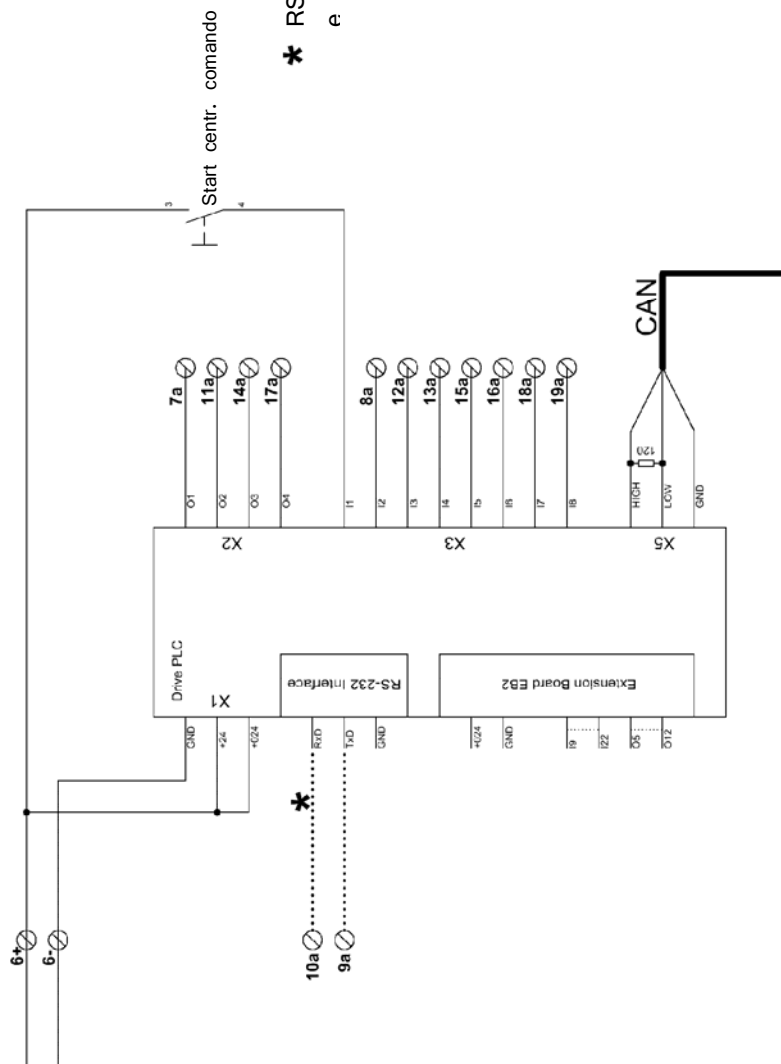 Start centr. comando
* RS
e
3
4
7a
11a
14a
17a
8a
12a
13a
15a
16a
18a
19a
CAN
120
O1
O2
O3
O4
I1
I2
I3
I4
I5
I6
I7
I8
HIGH
LOW
GND
X2
X3
X5
Drive PLC
X1
RS-232 Interface
Extension Board EB2
GND
+24
+024
RxD
TxD
GND
+024
GND
I9
I22
O5
O12
*
6+
6-
10a
9a